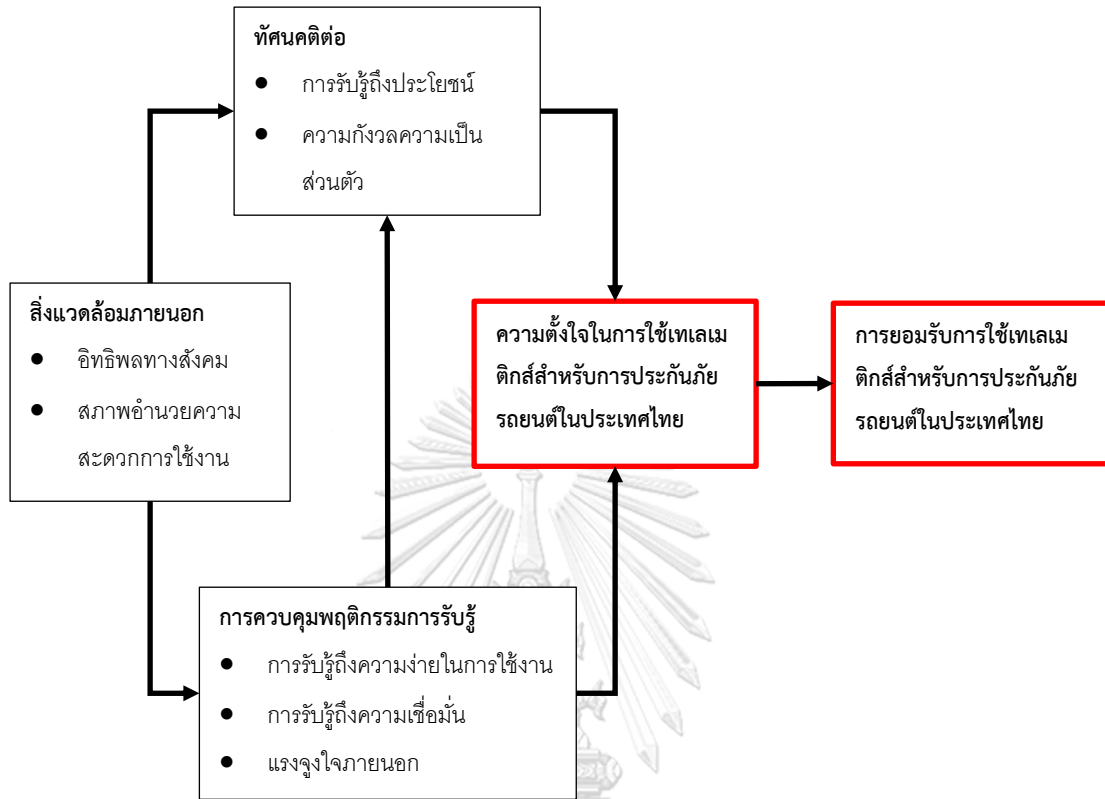 ทัศนคติต่อ
● การรับรู้ถึงประโยชน์
● ความกังวลความเป็น
ส่วนตัว
สิ่งแวดล้อมภายนอก
● อิทธิพลทางสังคม
● สภาพอำนวยความ
สะดวกการใช้งาน
ความตั้งใจในการใช้เทเลเม
ติกส์สำหรับการประกันภัย
รถยนต์ในประเทศไทย
การยอมรับการใช้เทเลเม
ติกส์สำหรับการประกันภัย
รถยนต์ในประเทศไทย
การควบคุมพฤติกรรมการรับรู้
● การรับรู้ถึงความง่ายในการใช้งาน
● การรับรู้ถึงความเชื่อมั่น
● แรงจูงใจภายนอก